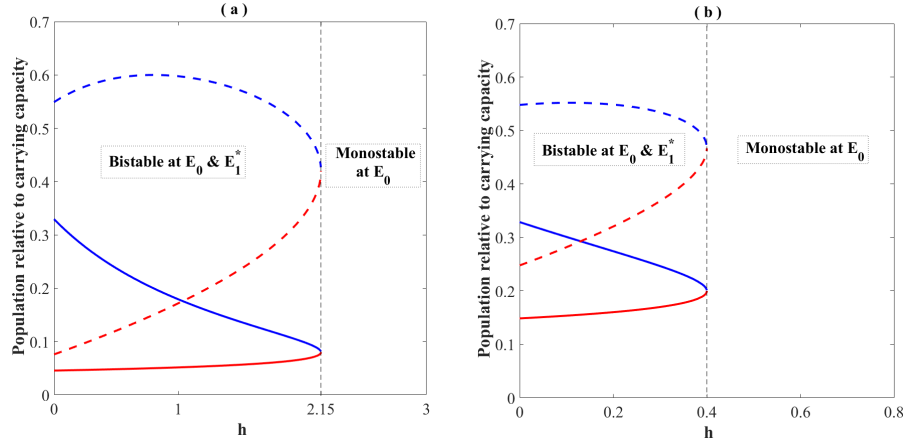 ( a )
Population relative to carrying capacity
0.7
0.6
0.5
0.4
0.3
0.2
0.1
0
Bistable at E0 & E1*
Monostable
at E0
0
1
2.15
3
h
( b )
Population relative to carrying capacity
0.7
0.6
0.5
0.4
0.3
0.2
0.1
0
Bistable at E0 & E1*
Monostable at E0
0
0.2
0.4
0.6
0.8
h